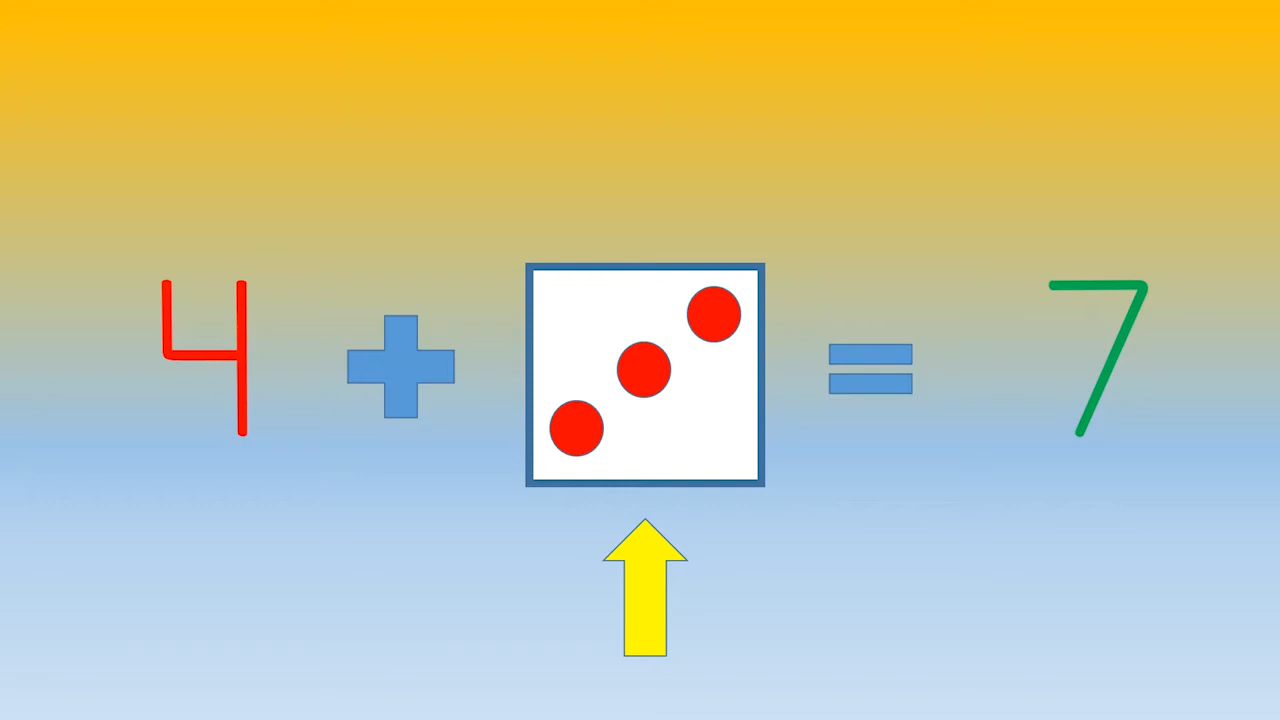 4 + = 7